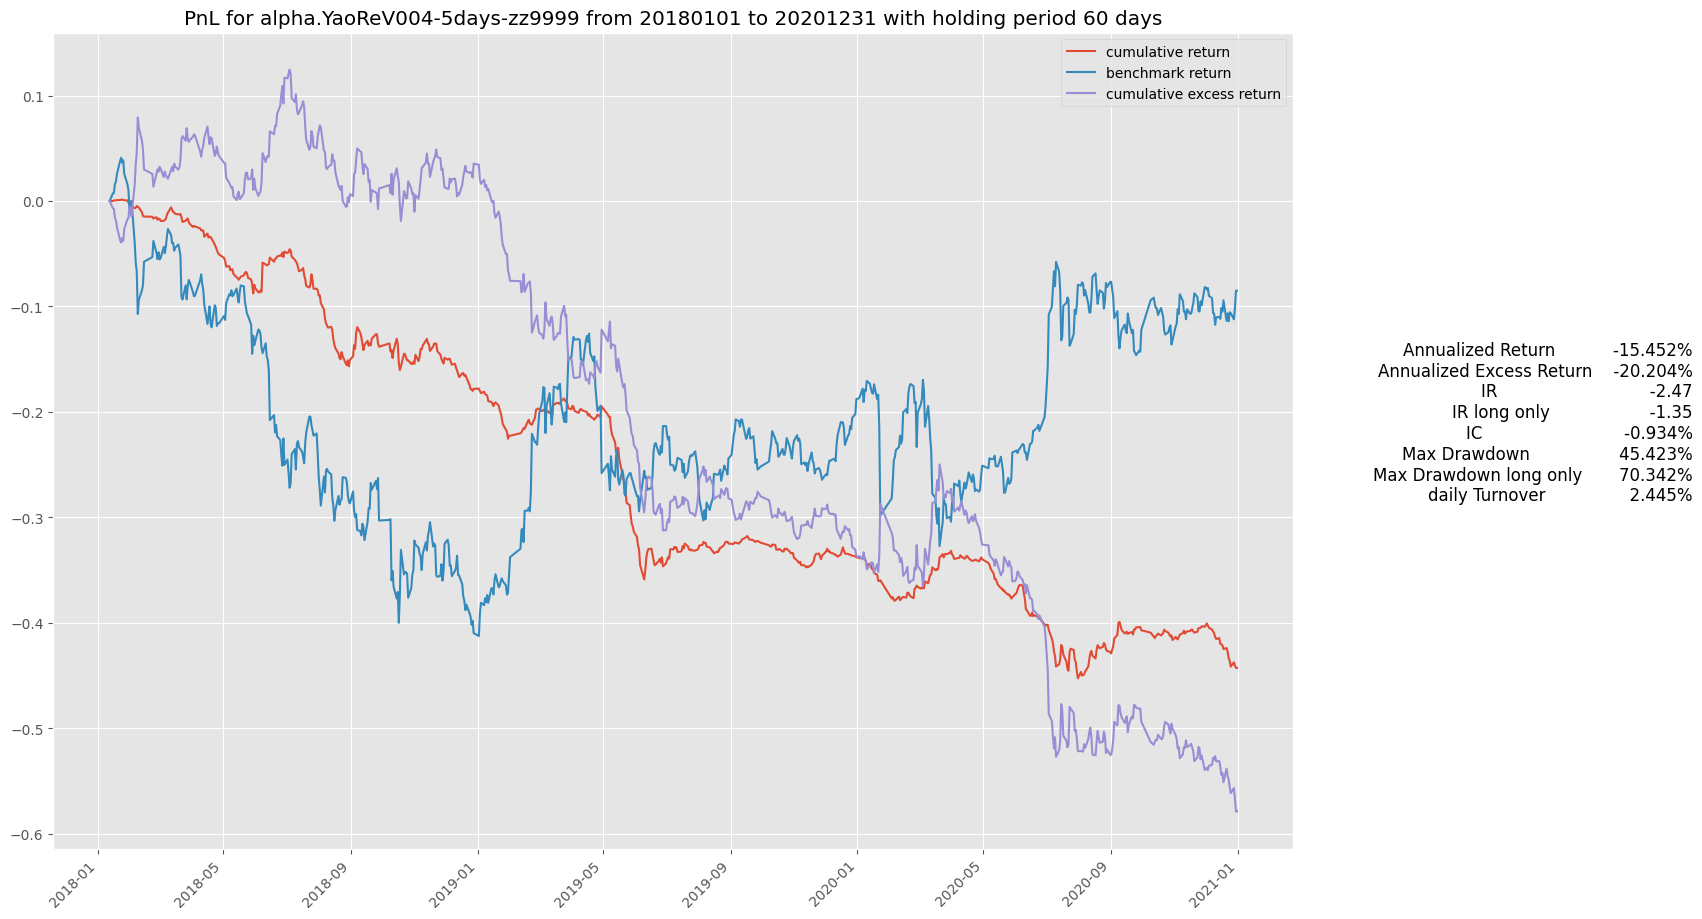 PnL for alpha.YaoReV004-5days-zz9999 from 20180101 to 20201231 with holding period 60 days
cumulative return
benchmark return
cumulative excess return
0.1
0.0
−0.1
−0.2
−0.3
−0.4
−0.5
−0.6
2018-01
2018-05
2018-09
2019-01
2019-05
2019-09
2020-01
2020-05
2020-09
2021-01
Annualized Return -15.452%
Annualized Excess Return -20.204%
IR -2.47
IR long only -1.35
IC -0.934%
Max Drawdown 45.423%
Max Drawdown long only 70.342%
daily Turnover 2.445%